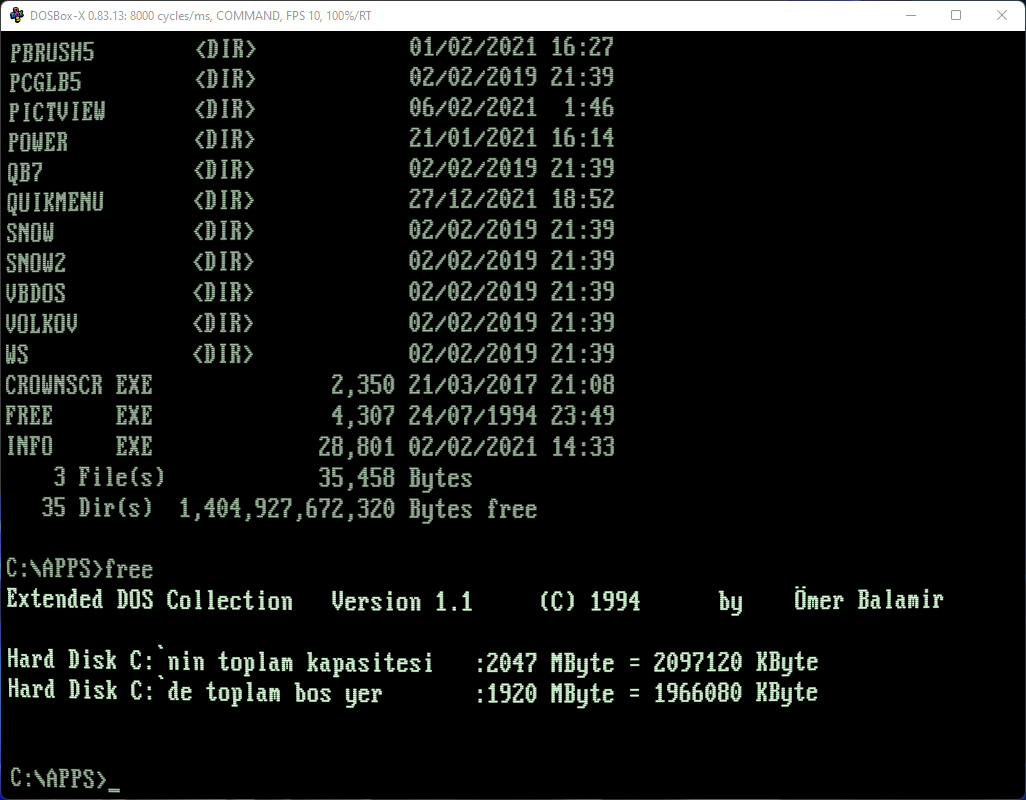 DOSBox-X 0.83.13: 8000 cycles/ms, COMMAND, FPS 10, 100%/RT
PBRUSH5 <DIR> 01/02/2021 16:27
PCGLB5 <DIR> 02/02/2019 21:39
PICTVIEW <DIR> 06/02/2021 1:46
POWER <DIR> 21/01/2021 16:14
QB7 <DIR> 02/02/2019 21:39
QUIKMENU <DIR> 27/12/2021 18:52
SNOW <DIR> 02/02/2019 21:39
SNOW2 <DIR> 02/02/2019 21:39
VBDOS <DIR> 02/02/2019 21:39
VOLKOV <DIR> 02/02/2019 21:39
WS <DIR> 02/02/2019 21:39
CROWNSCR EXE 2,350 21/03/2017 21:08
FREE EXE 4,307 24/07/1994 23:49
INFO EXE 28,801 02/02/2021 14:33
3 File(s) 35,458 Bytes
35 Dir(s) 1,404,927,672,320 Bytes free
C:\APPS>free
Extended DOS Collection Version 1.1 (C) 1994 by Ömer Balamir
Hard Disk C:`nin toplam kapasitesi :2047 MByte = 2097120 KByte
Hard Disk C:`de toplam bos yer :1920 MByte = 1966080 KByte
C:\APPS>_